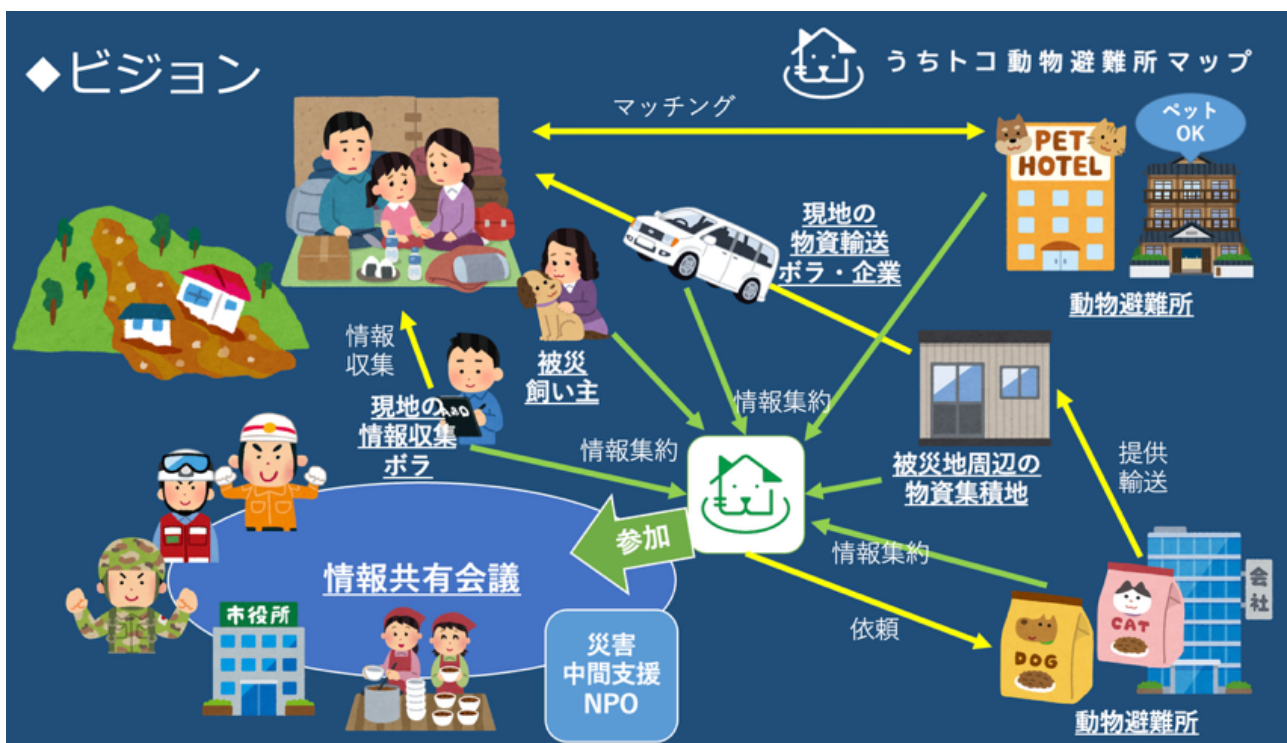 ◆ビジョン
うちトコ動物避難所マップ
マッチング
ペット
OK
PET
HOTEL
動物避難所
現地の
物資輸送
ボラ・企業
被災
飼い主
情報
収集
現地の
情報収集
ボラ
情報集約
情報集約
被災地周辺の
物資集積地
提供
輸送
参加
情報集約
依頼
情報共有会議
市役所
災害
中間支援
NPO
会社
CAT
DOG
動物避難所